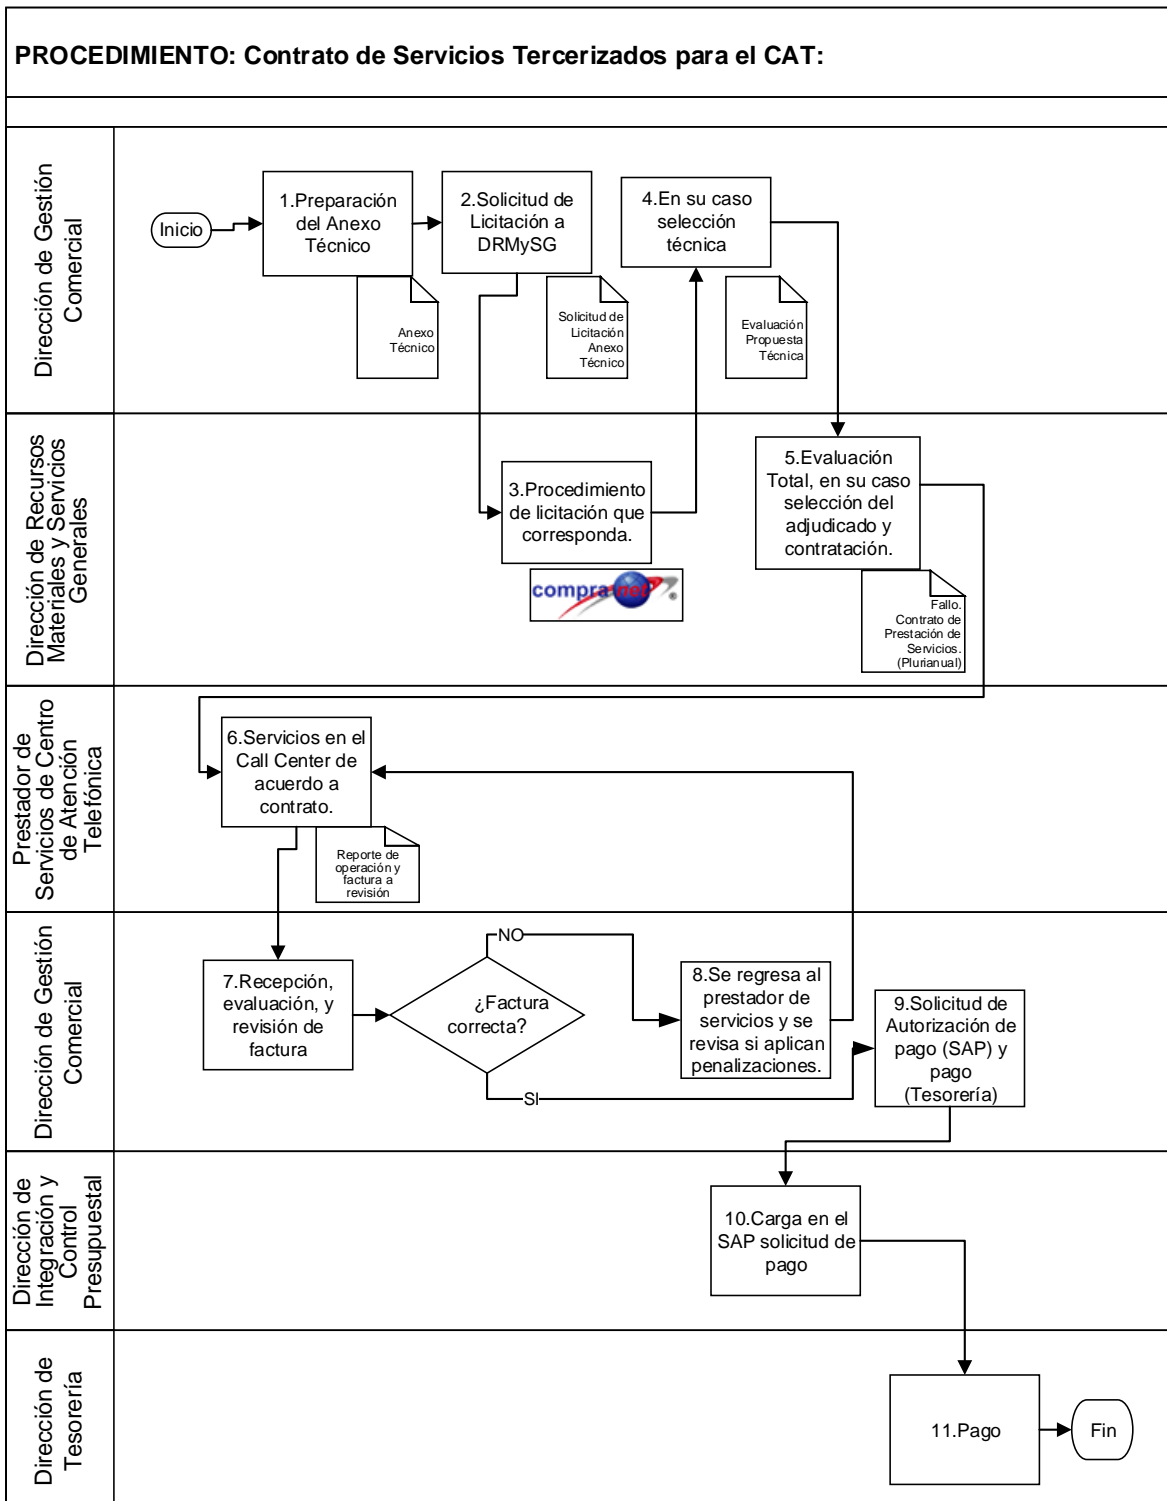 PROCEDIMIENTO: Contrato de Servicios Tercerizados para el CAT:
Dirección de Gestión
Comercial
Inicio
1.Preparación
del Anexo
Técnico
Anexo
Técnico
2.Solicitud de
Licitación a
DRMySG
Solicitud de
Licitación
Anexo
Técnico
4.En su caso
selección
técnica
Evaluación
Propuesta
Técnica
Dirección de Recursos
Materiales y Servicios
Generales
3.Procedimiento
de licitación que
corresponda.
compranet
®
5.Evaluación
Total, en su caso
selección del
adjudicado y
contratación.
Fallo.
Contrato de
Prestación de
Servicios.
(Plurianual)
Prestador de
Servicios de Centro
de Atención
Telefónica
6.Servicios en el
Call Center de
acuerdo a
contrato.
Reporte de
operación y
factura a
revisión
Dirección de Gestión
Comercial
7.Recepción,
evaluación, y
revisión de
factura
¿Factura
correcta?
NO
SI
8.Se regresa al
prestador de
servicios y se
revisa si aplican
penalizaciones.
9.Solicitud de
Autorización de
pago (SAP) y
pago
(Tesorería)
Dirección de
Integración y
Control
Presupuestal
10.Carga en el
SAP solicitud de
pago
Dirección de
Tesorería
11.Pago
Fin